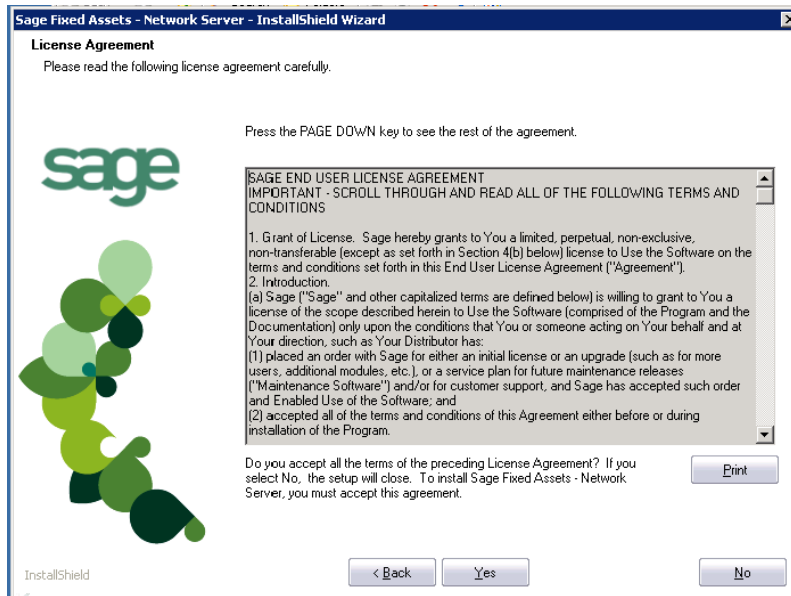 Sage Fixed Assets - Network Server - InstallShield Wizard
License Agreement
Please read the following license agreement carefully.
sage
Press the PAGE DOWN key to see the rest of the agreement.
SAGE END USER LICENSE AGREEMENT
IMPORTANT - SCROLL THROUGH AND READ ALL OF THE FOLLOWING TERMS AND
CONDITIONS
1. Grant of License.  Sage hereby grants to You a limited, perpetual, non-exclusive,
non-transferable (except as set forth in Section 4(b) below) license to Use the Software on the
terms and conditions set forth in this End User License Agreement ("Agreement").
2. Introduction.
(a) Sage ("Sage" and other capitalized terms are defined below) is willing to grant to You a
license of the scope described herein to Use the Software (comprised of the Program and the
Documentation) only upon the conditions that You or someone acting on Your behalf and at
Your direction, such as Your Distributor has:
(1) placed an order with Sage for either an initial license or an upgrade (such as for more
users, additional modules, etc.), or a service plan for future maintenance releases
("Maintenance Software") and/or for customer support, and Sage has accepted such order
and Enabled Use of the Software; and
(2) accepted all of the terms and conditions of this Agreement either before or during
installation of the Program.
Do you accept all the terms of the preceding License Agreement?  If you
select No,  the setup will close.  To install Sage Fixed Assets - Network
Server, you must accept this agreement.
Print
InstallShield
< Back
Yes
No